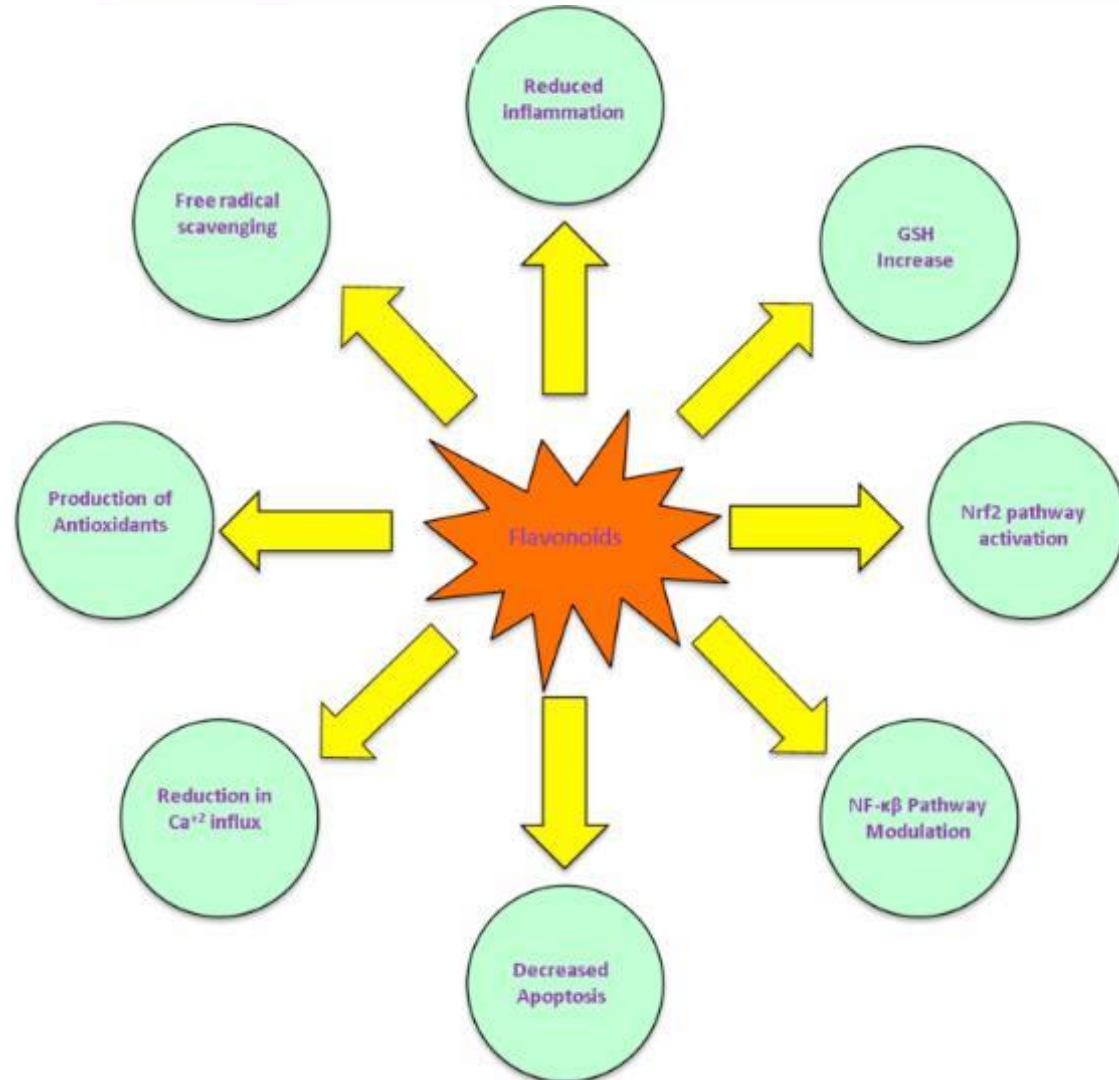 Reduced
inflammation
Free radical
scavenging
GSH
Increase
Production of
Antioxidants
Flavonoids
Nrf2 pathway
activation
Reduction in
Ca⁺² influx
NF-κβ Pathway
Modulation
Decreased
Apoptosis